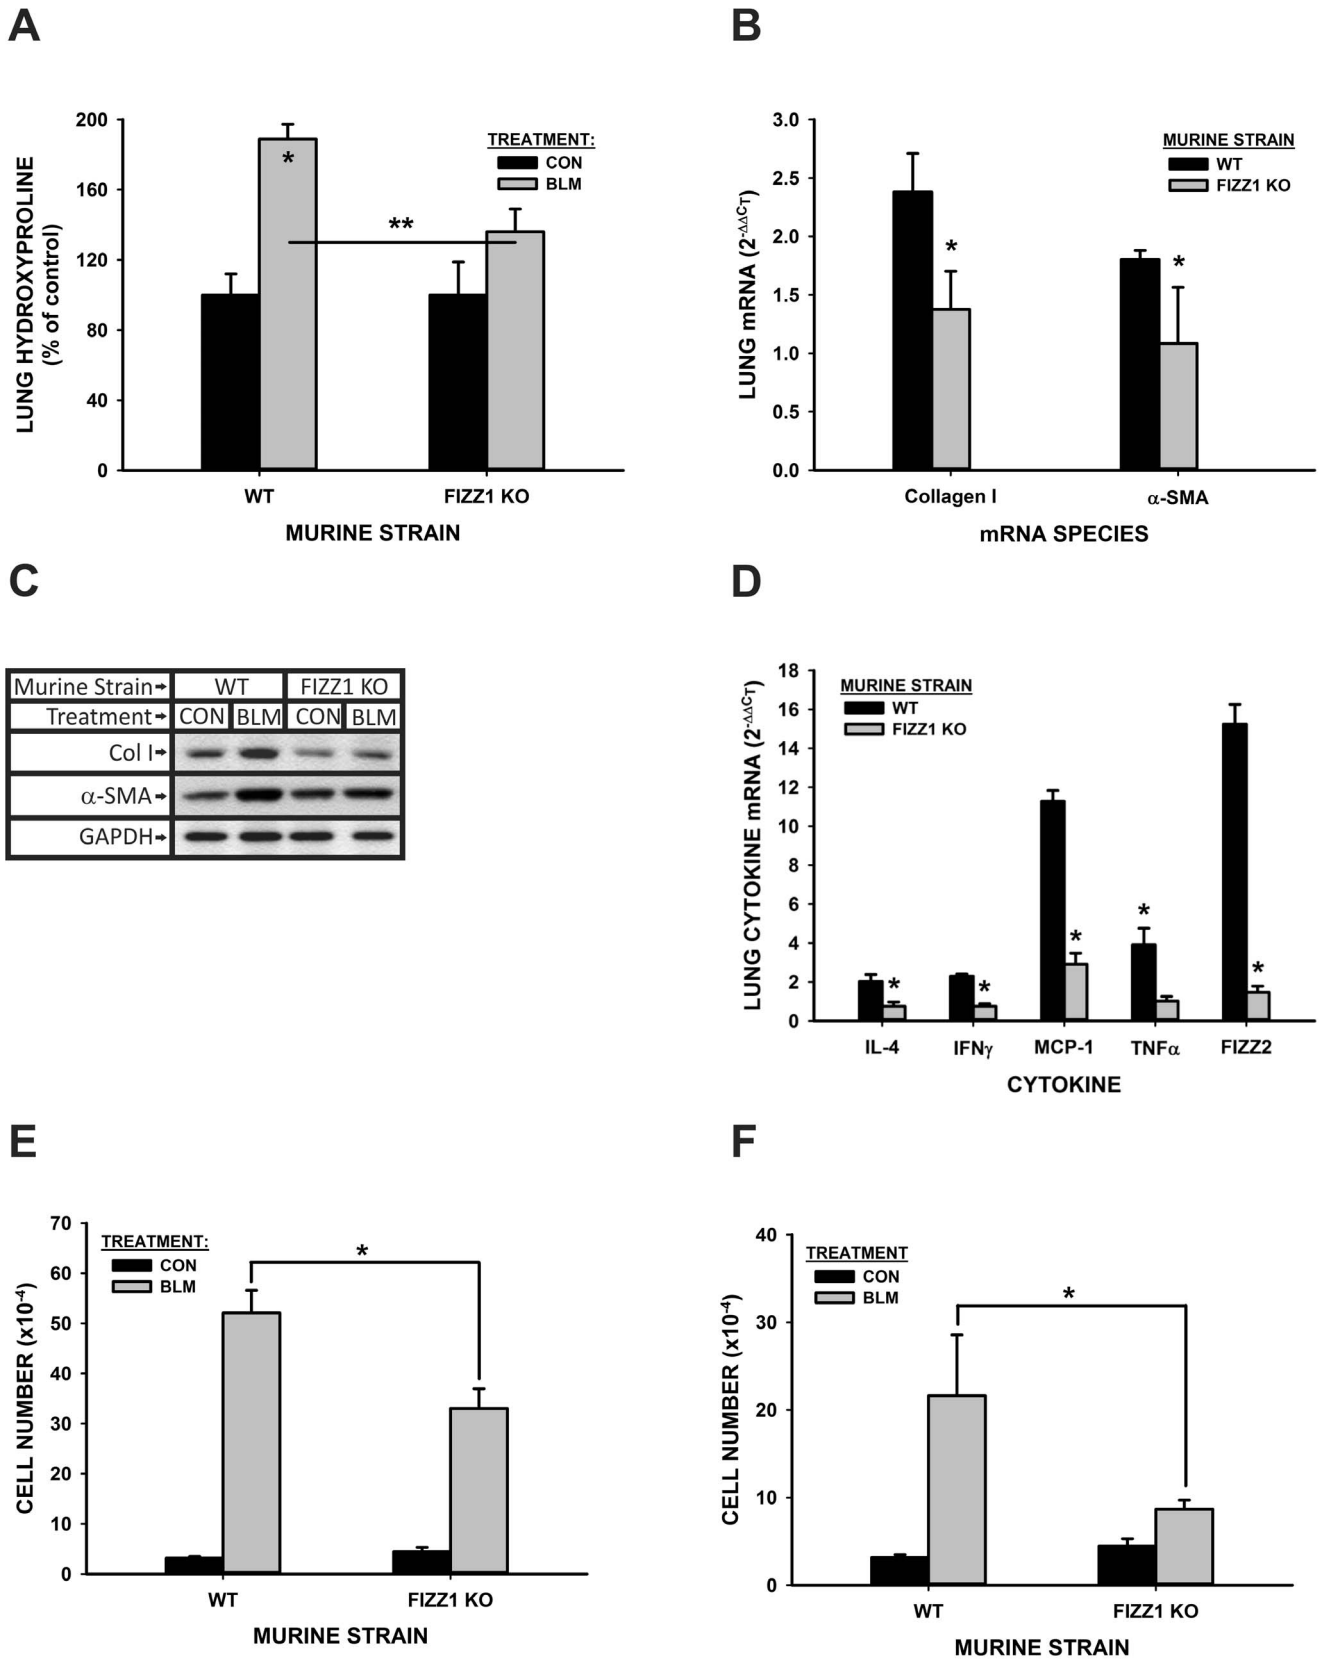 A
LUNG HYDROXYPROLINE
(% of control)
200
160
120
80
40
0
TREATMENT:
CON
BLM
*
**
WT
FIZZ1 KO
MURINE STRAIN
B
LUNG mRNA (2-ΔΔCT)
3.0
2.5
2.0
1.5
1.0
0.5
0.0
MURINE STRAIN
WT
FIZZ1 KO
*
*
Collagen I
α-SMA
mRNA SPECIES
C
Murine Strain→ WT FIZZ1 KO
Treatment→ CON BLM CON BLM
Col I→
α-SMA→
GAPDH→
D
LUNG CYTOKINE mRNA (2-ΔΔCT)
18
16
14
12
10
8
6
4
2
0
MURINE STRAIN
WT
FIZZ1 KO
*
*
*
*
*
IL-4
IFNγ
MCP-1
TNFα
FIZZ2
CYTOKINE
E
CELL NUMBER (x10-4)
70
60
50
40
30
20
10
0
TREATMENT:
CON
BLM
*
WT
FIZZ1 KO
MURINE STRAIN
F
CELL NUMBER (x10-4)
40
30
20
10
0
TREATMENT
CON
BLM
*
WT
FIZZ1 KO
MURINE STRAIN